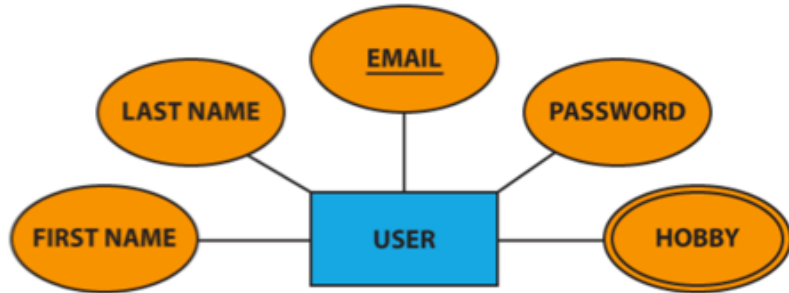 EMAIL
LAST NAME
PASSWORD
FIRST NAME
USER
HOBBY